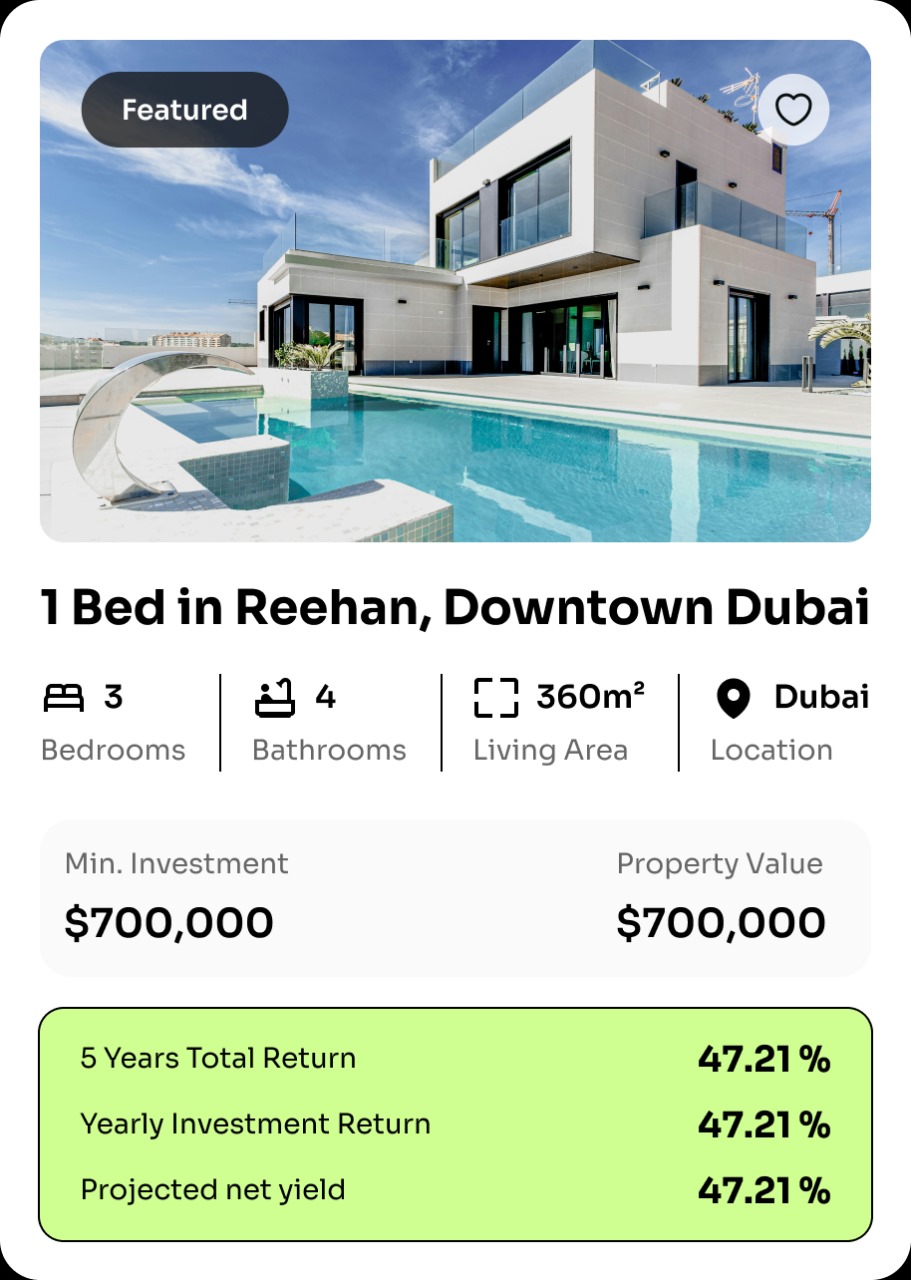 Featured
1 Bed in Reehan, Downtown Dubai
3 4 360m² Dubai
Bedrooms Bathrooms Living Area Location
Min. Investment Property Value
$700,000 $700,000
5 Years Total Return 47.21 %
Yearly Investment Return 47.21 %
Projected net yield 47.21 %